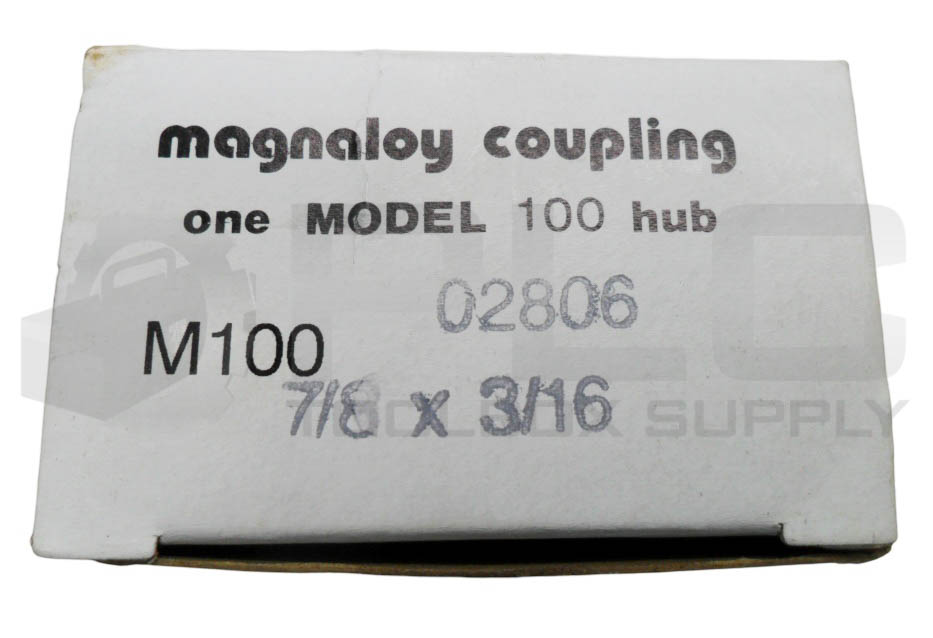 magnaloy coupling
one MODEL 100 hub
02806
M100
7/8 x 3/16
PLC
TOOLBOX SUPPLY